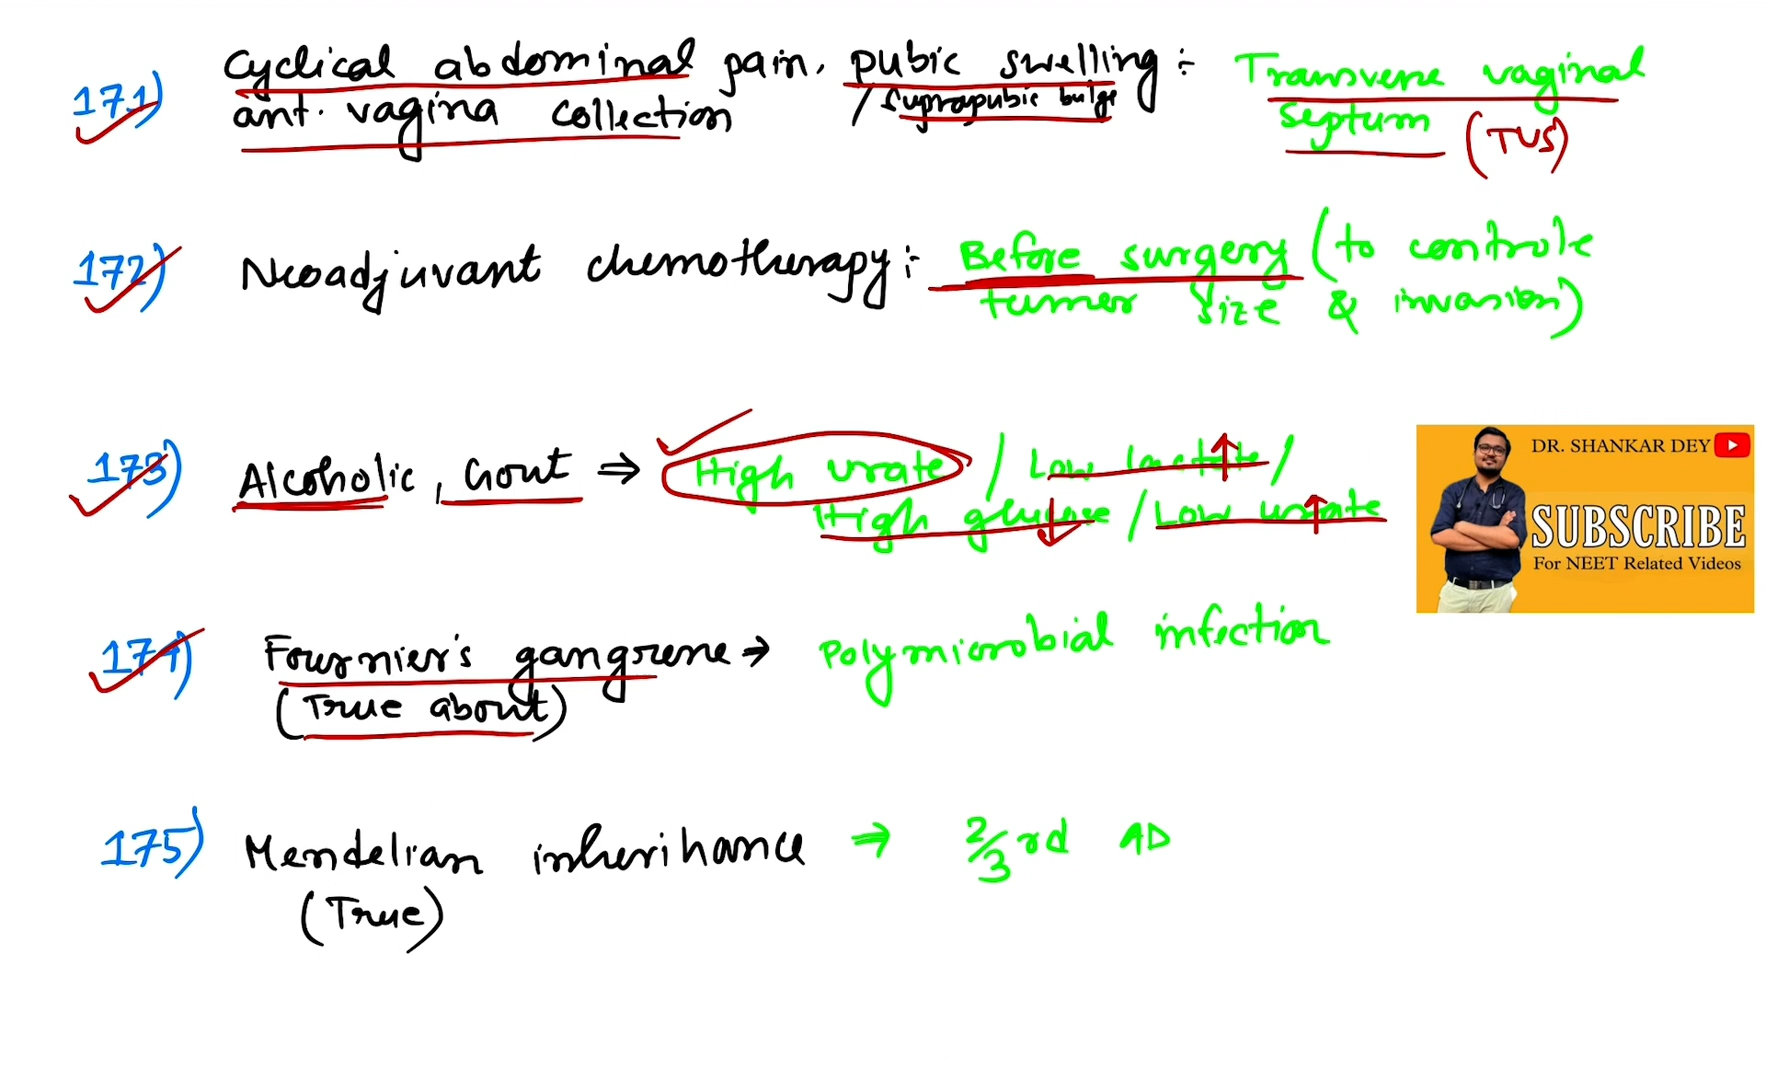 171) Cyclical abdominal pain, pubic swelling :- Transverse vaginal
ant. vagina collection / suprapubic bulge septum (TVS)
172) Neoadjuvant chemotherapy :- Before surgery (to controle
tumer size & invasion)
173) Alcoholic, Gout ⇒ High urate / Low lactate ↑ /
High glucose ↓ / Low urate ↑
DR. SHANKAR DEY
SUBSCRIBE
For NEET Related Videos
174) Fournier's gangrene → Polymicrobial infection
(True about)
175) Mendelian inherihance ⇒ 2/3rd AD
(True)